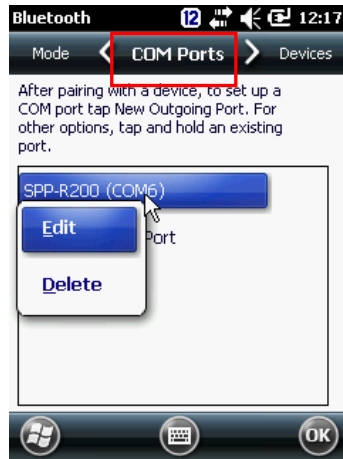 Bluetooth 12 12:17
Mode COM Ports Devices
After pairing with a device, to set up a
COM port tap New Outgoing Port. For
other options, tap and hold an existing
port.
SPP-R200 (COM6)
Edit
Port
Delete
OK